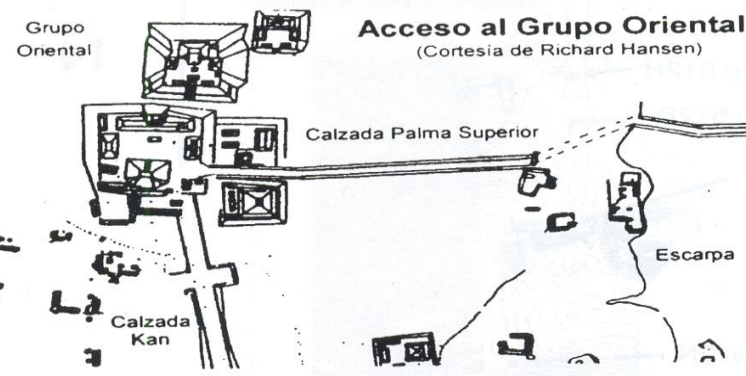 Acceso al Grupo Oriental
(Cortesía de Richard Hansen)
Grupo
Oriental
Calzada Palma Superior
Escarpa
Calzada
Kan